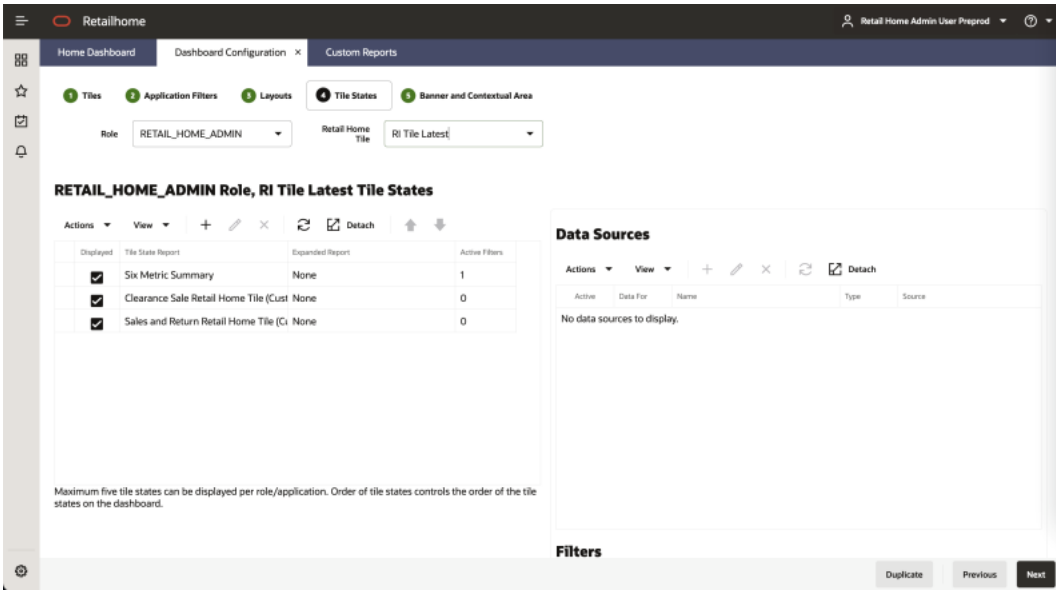 Retailhome
Retail Home Admin User Preprod
Home Dashboard
Dashboard Configuration ×
Custom Reports
1 Tiles
2 Application Filters
3 Layouts
4 Tile States
5 Banner and Contextual Area
Role
RETAIL_HOME_ADMIN
Retail Home Tile
RI Tile Latest
RETAIL_HOME_ADMIN Role, RI Tile Latest Tile States
Actions View Detach
Displayed Tile State Report Expanded Report Active Filters
Six Metric Summary None 1
Clearance Sale Retail Home Tile (Cust None 0
Sales and Return Retail Home Tile (Cu None 0
Maximum five tile states can be displayed per role/application. Order of tile states controls the order of the tile
states on the dashboard.
Data Sources
Actions View Detach
Active Data For Name Type Source
No data sources to display.
Filters
Duplicate
Previous
Next